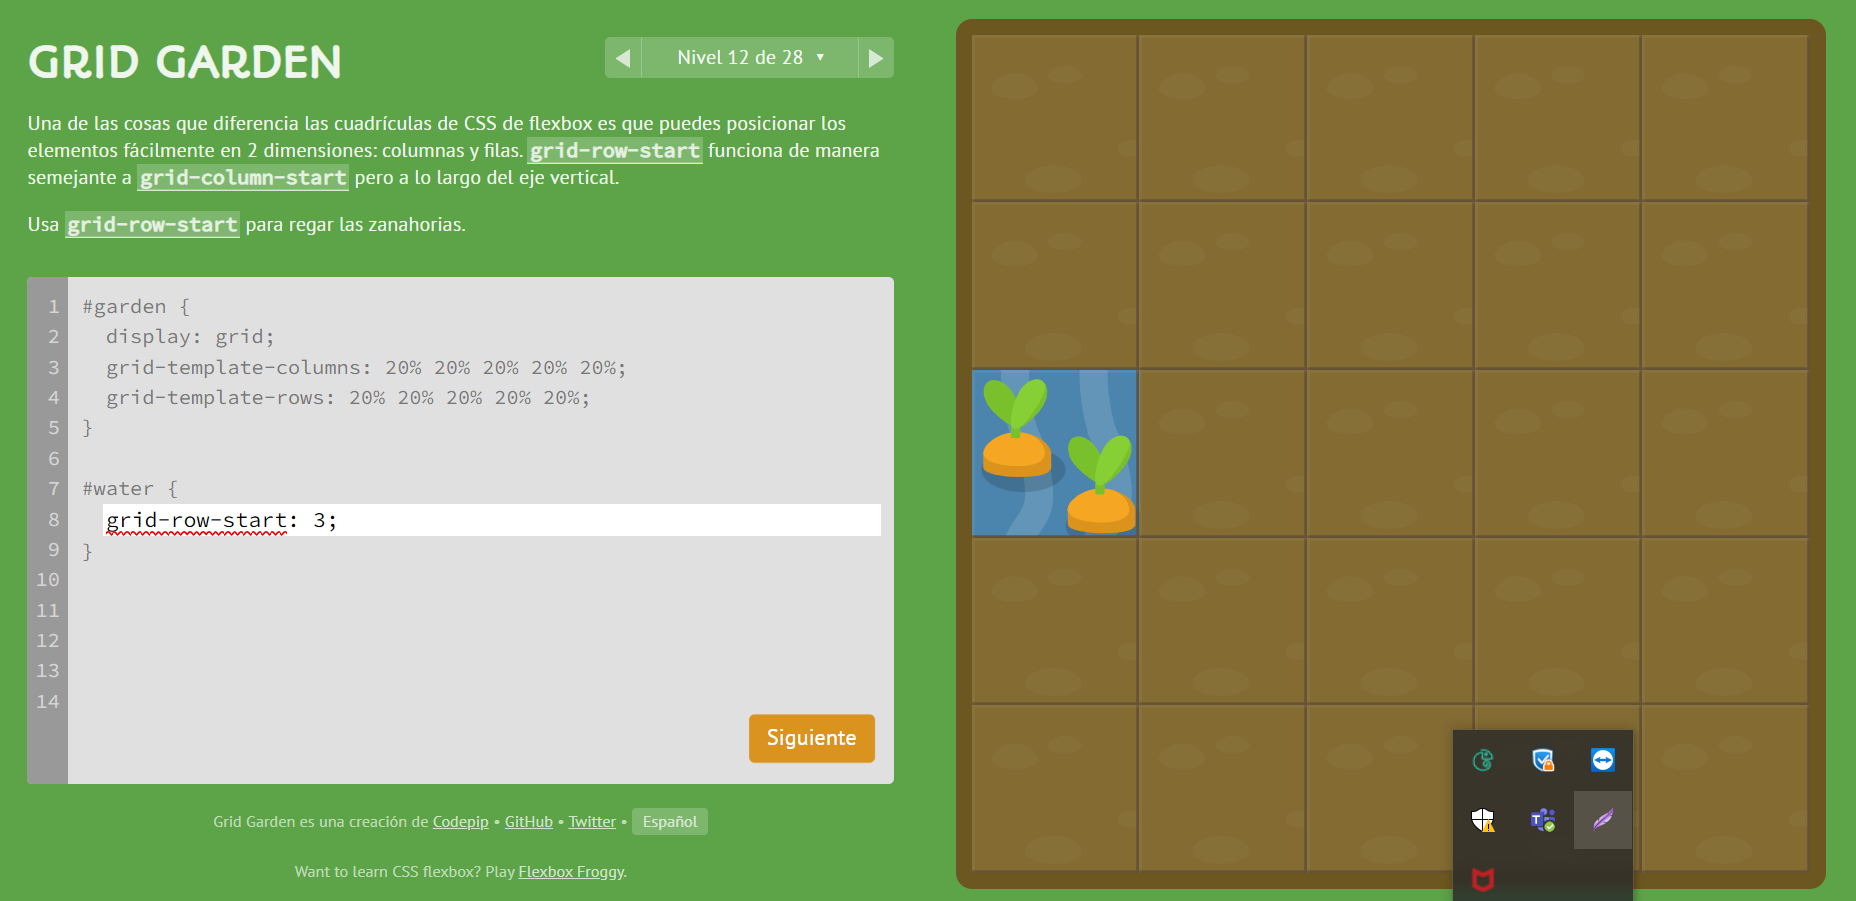 GRID GARDEN
Nivel 12 de 28 ▼
Una de las cosas que diferencia las cuadrículas de CSS de flexbox es que puedes posicionar los
elementos fácilmente en 2 dimensiones: columnas y filas. grid-row-start funciona de manera
semejante a grid-column-start pero a lo largo del eje vertical.
Usa grid-row-start para regar las zanahorias.
1 #garden {
2 display: grid;
3 grid-template-columns: 20% 20% 20% 20% 20%;
4 grid-template-rows: 20% 20% 20% 20% 20%;
5 }
6
7 #water {
8 grid-row-start: 3;
9 }
10
11
12
13
14
Siguiente
Grid Garden es una creación de Codepip • GitHub • Twitter • Español
Want to learn CSS flexbox? Play Flexbox Froggy.